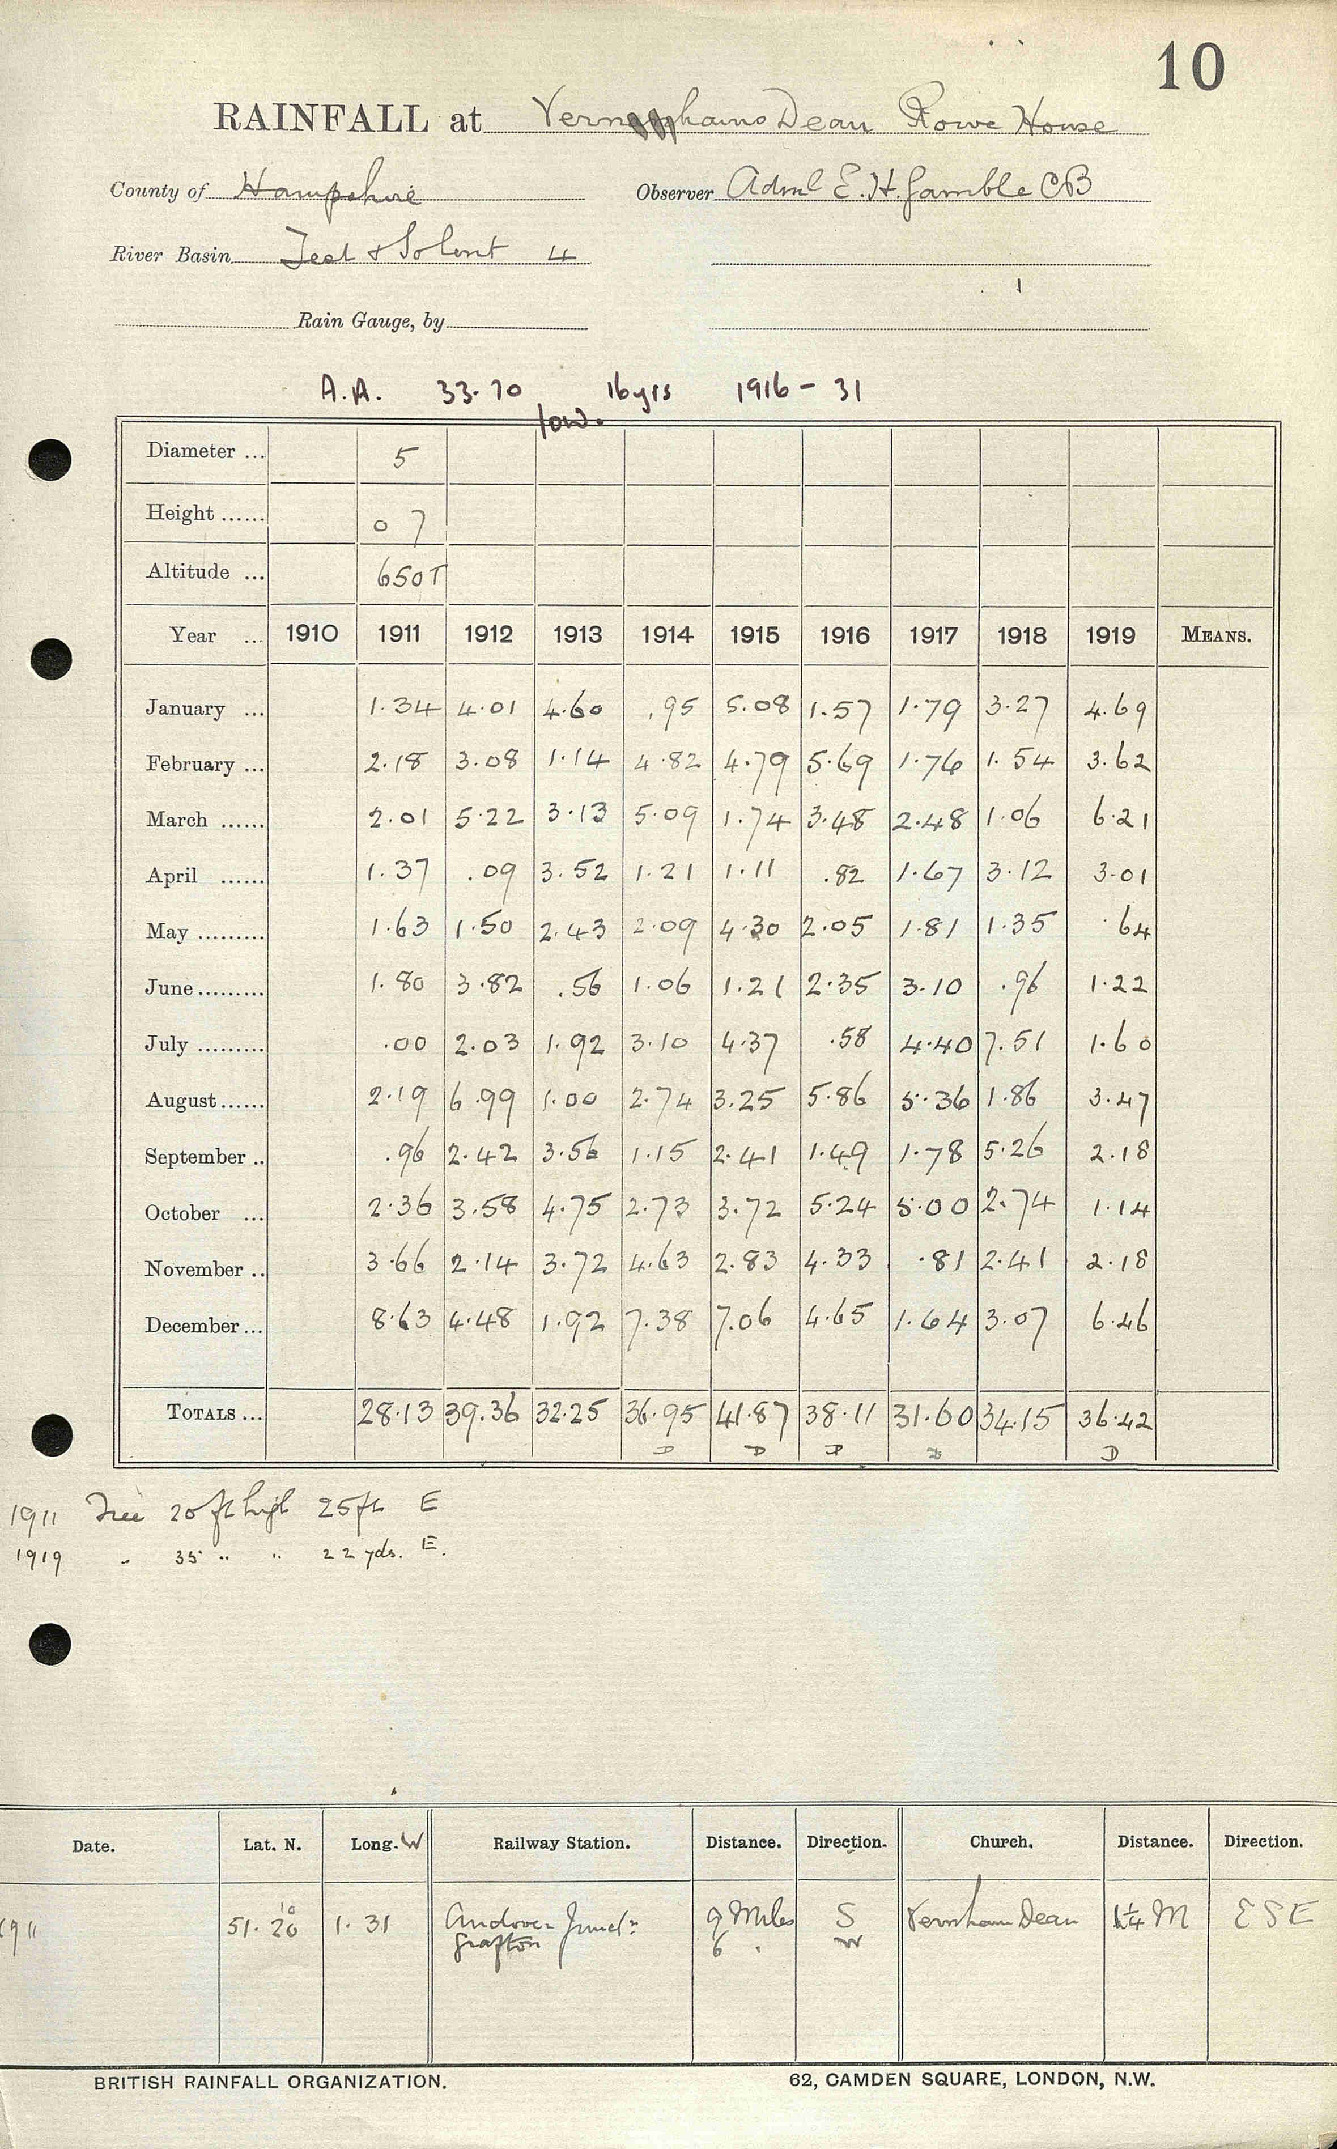 10
RAINFALL at Vernhams Dean Rowe House
County of Hampshire Observer Adml E. H. Gamble CB
River Basin Test & Solent 4
Rain Gauge, by
A.A. 33.70 16 yrs 1916 - 31
low.
Diameter ... 5
Height ...... 0 7
Altitude ... 650T
Year ... 1910 1911 1912 1913 1914 1915 1916 1917 1918 1919 MEANS.
January ... 1.34 4.01 4.60 .95 5.08 1.57 1.79 3.27 4.69
February ... 2.18 3.08 1.14 4.82 4.79 5.69 1.76 1.54 3.62
March ...... 2.01 5.22 3.13 5.09 1.74 3.48 2.48 1.06 6.21
April ...... 1.37 .09 3.52 1.21 1.11 .82 1.67 3.12 3.01
May ......... 1.63 1.50 2.43 2.09 4.30 2.05 1.81 1.35 .64
June......... 1.80 3.82 .56 1.06 1.21 2.35 3.10 .96 1.22
July ......... .00 2.03 1.92 3.10 4.37 .58 4.40 7.51 1.60
August...... 2.19 6.99 1.00 2.74 3.25 5.86 5.36 1.86 3.47
September .. .96 2.42 3.56 1.15 2.41 1.49 1.78 5.26 2.18
October ... 2.36 3.58 4.75 2.73 3.72 5.24 5.00 2.74 1.14
November .. 3.66 2.14 3.72 4.63 2.83 4.33 .81 2.41 2.18
December... 8.63 4.48 1.92 7.38 7.06 4.65 1.64 3.07 6.46
TOTALS ... 28.13 39.36 32.25 36.95 41.87 38.11 31.60 34.15 36.42
D D D D D
1911 Tree 20 ft high 25 ft E
1919 " 35 " " 22 yds. E.
Date. Lat. N. Long. W Railway Station. Distance. Direction. Church. Distance. Direction.
1911 51. 20 1. 31 Andover Junctn 9 Miles S Vernham Dean 1¼ M ESE
Grafton 6 " W
BRITISH RAINFALL ORGANIZATION. 62, CAMDEN SQUARE, LONDON, N.W.